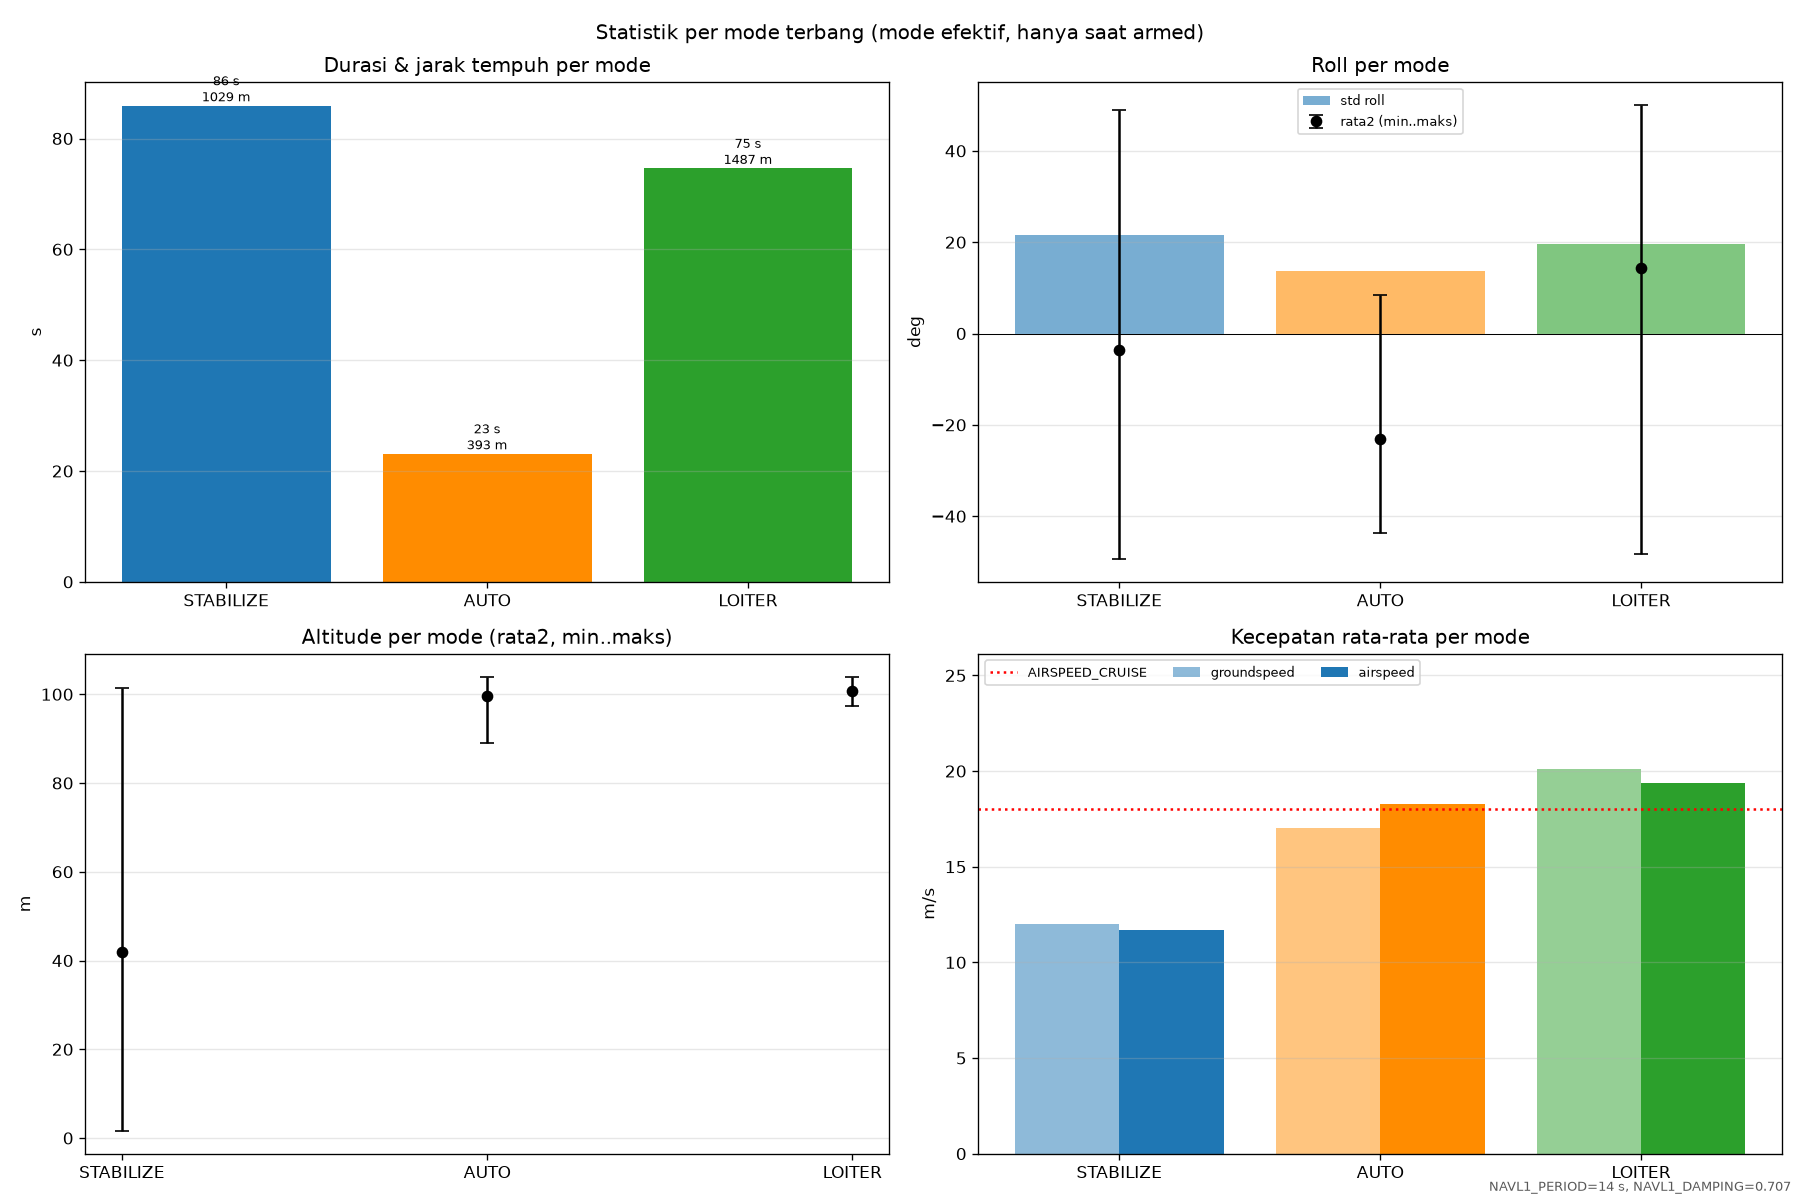 Statistik per mode terbang (mode efektif, hanya saat armed)
Durasi & jarak tempuh per mode
86 s
1029 m
75 s
1487 m
23 s
393 m
80
60
40
20
0
s
STABILIZE
AUTO
LOITER
Roll per mode
std roll
rata2 (min..maks)
40
20
0
−20
−40
deg
STABILIZE
AUTO
LOITER
Altitude per mode (rata2, min..maks)
100
80
60
40
20
0
m
STABILIZE
AUTO
LOITER
Kecepatan rata-rata per mode
AIRSPEED_CRUISE
groundspeed
airspeed
25
20
15
10
5
0
m/s
STABILIZE
AUTO
LOITER
NAVL1_PERIOD=14 s, NAVL1_DAMPING=0.707